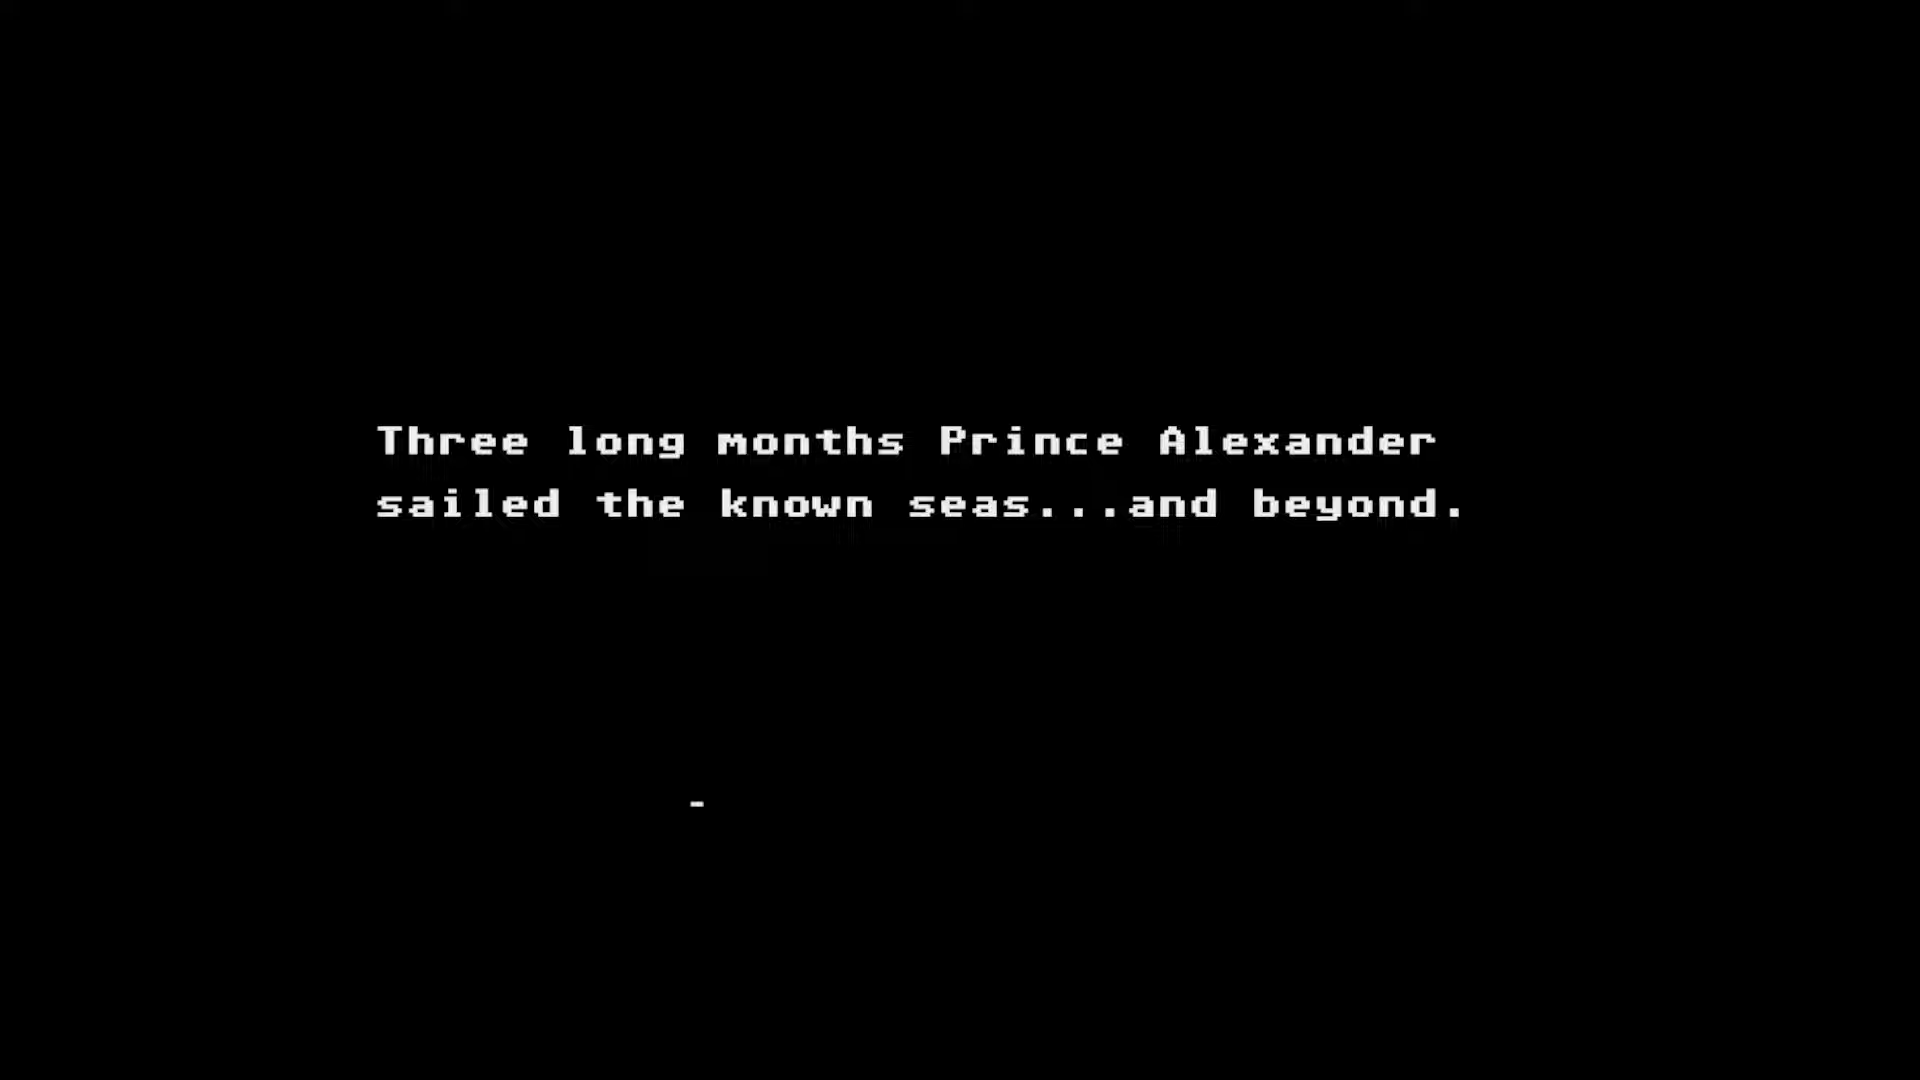 Three long months Prince Alexander
sailed the known seas...and beyond.
-